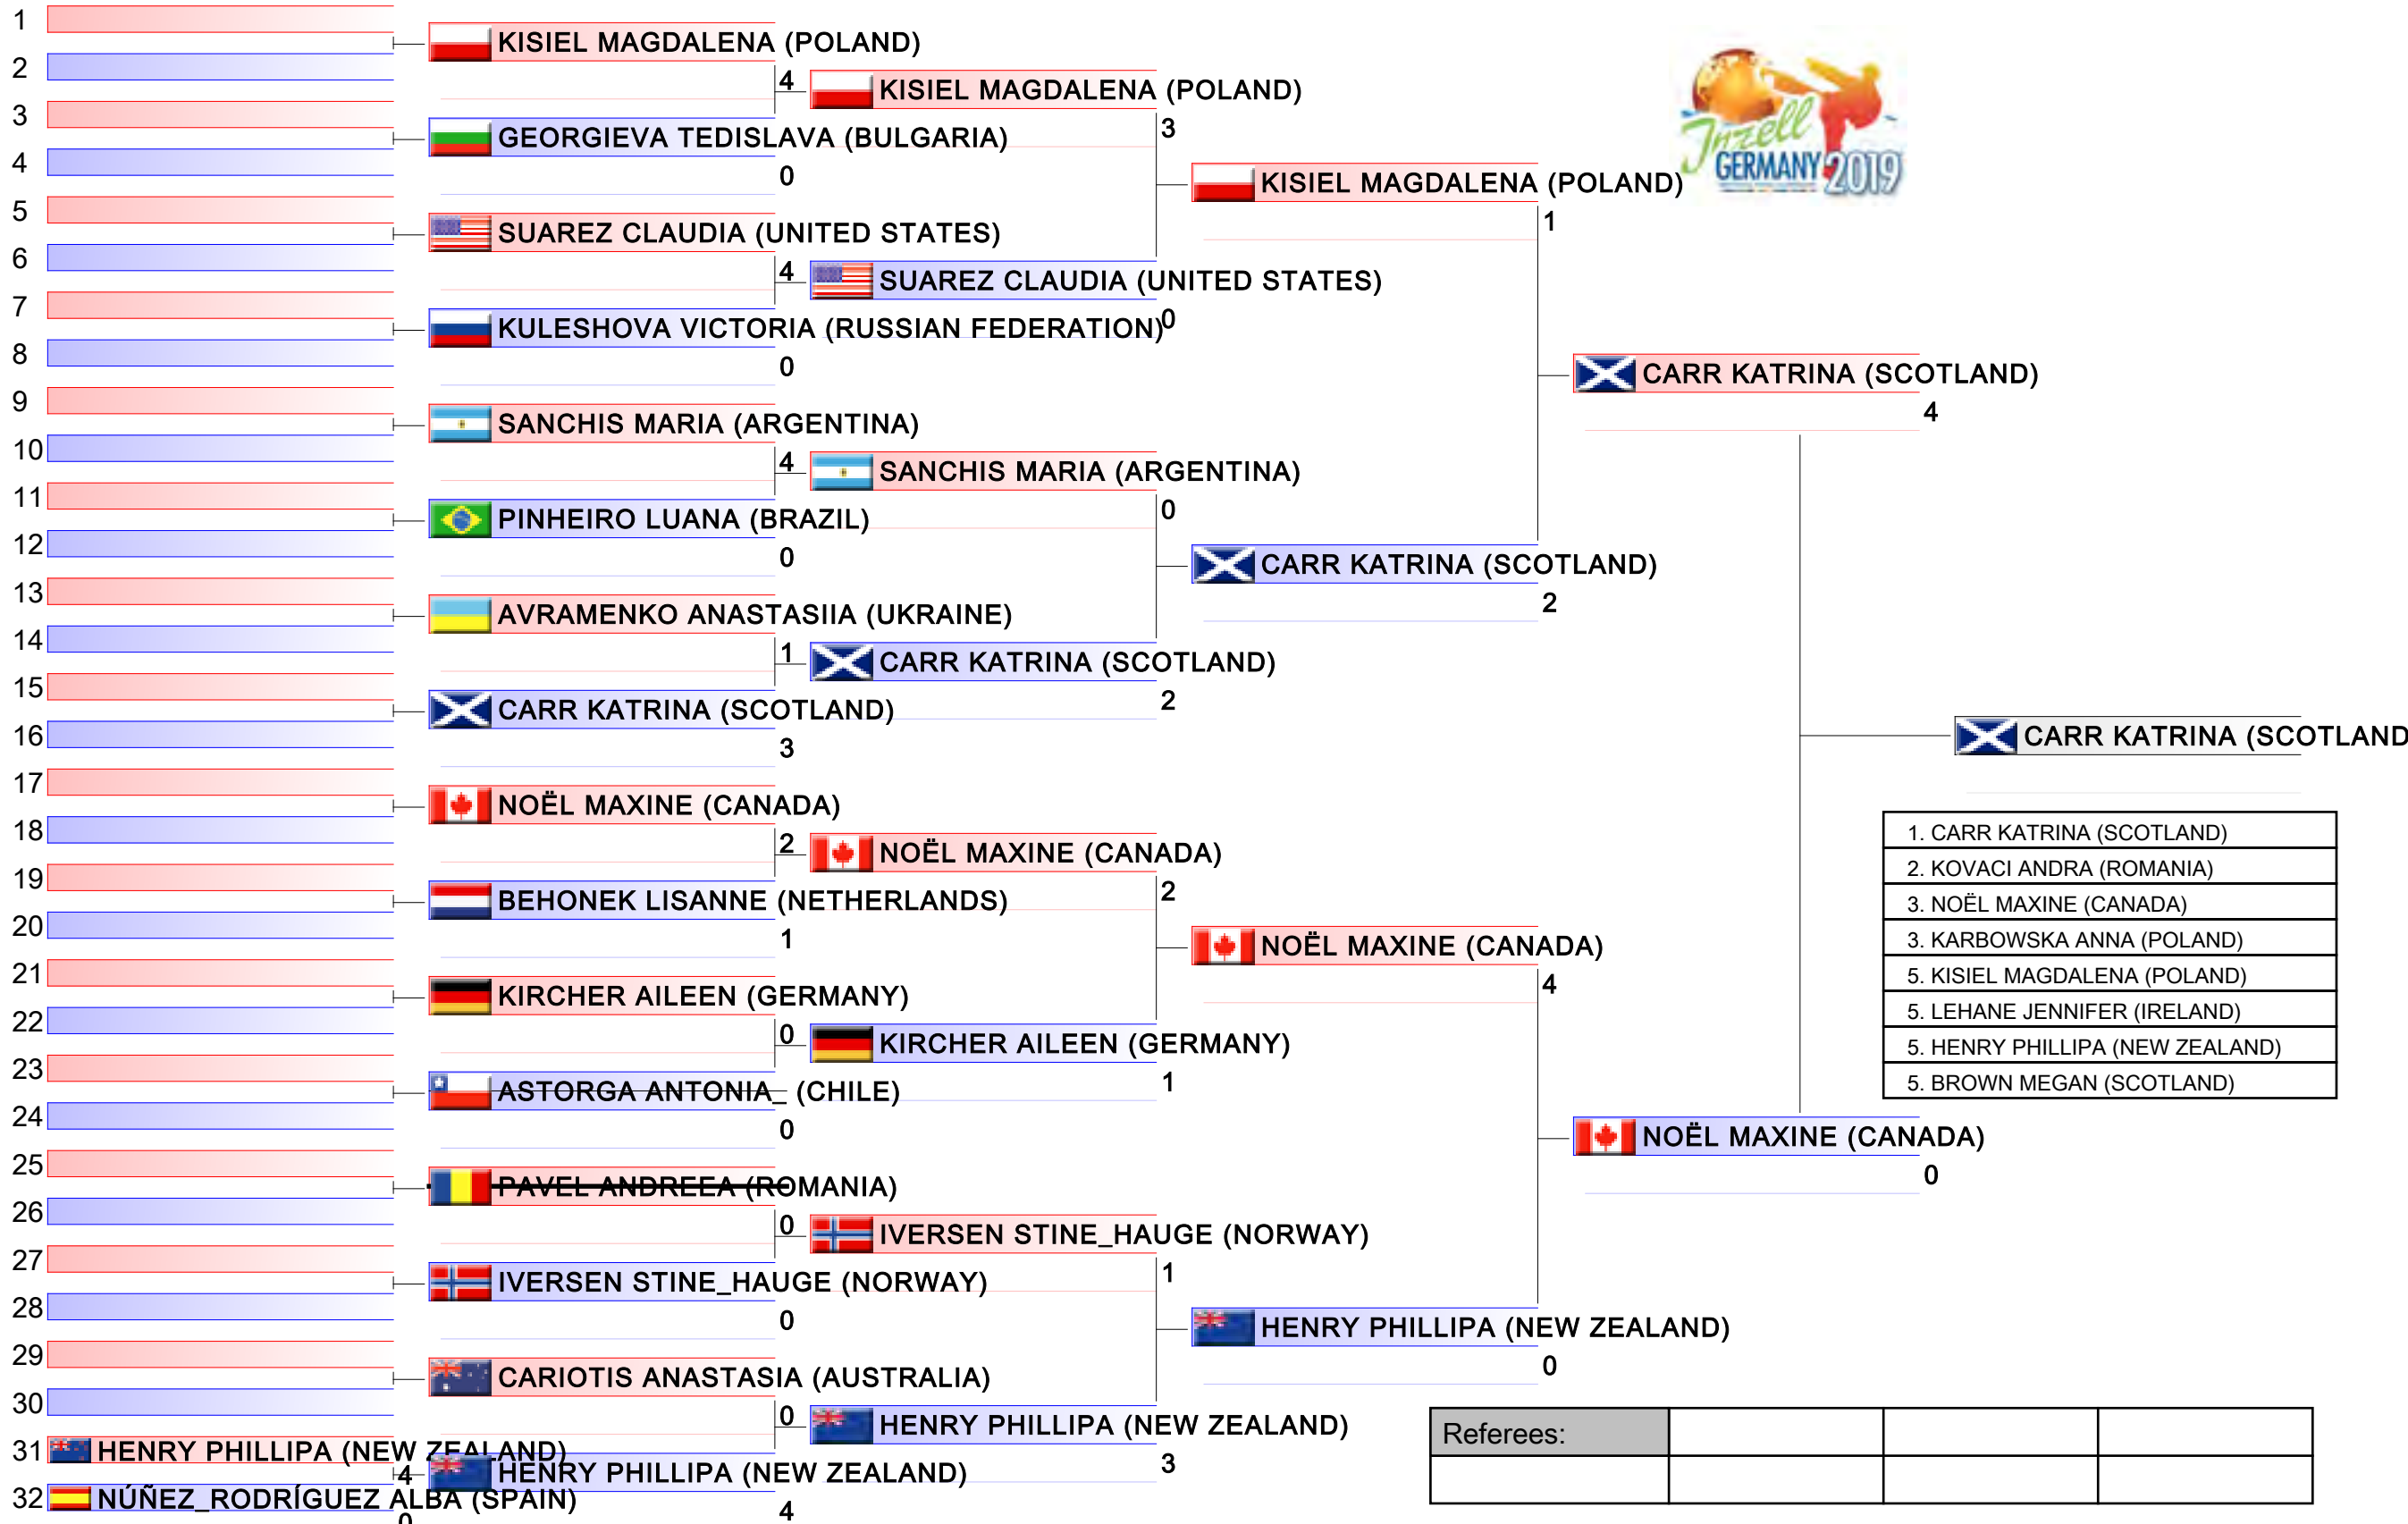 1
KISIEL MAGDALENA (POLAND)
2
4
KISIEL MAGDALENA (POLAND)
3
3
GEORGIEVA TEDISLAVA (BULGARIA)
4
0
KISIEL MAGDALENA (POLAND)
1
Inzell
GERMANY 2019
5
SUAREZ CLAUDIA (UNITED STATES)
6
4
SUAREZ CLAUDIA (UNITED STATES)
0
7
KULESHOVA VICTORIA (RUSSIAN FEDERATION)
8
0
CARR KATRINA (SCOTLAND)
4
9
SANCHIS MARIA (ARGENTINA)
10
4
SANCHIS MARIA (ARGENTINA)
0
11
PINHEIRO LUANA (BRAZIL)
12
0
CARR KATRINA (SCOTLAND)
2
13
AVRAMENKO ANASTASIIA (UKRAINE)
14
1
CARR KATRINA (SCOTLAND)
2
15
CARR KATRINA (SCOTLAND)
16
3
CARR KATRINA (SCOTLAND
17
NOËL MAXINE (CANADA)
18
2
NOËL MAXINE (CANADA)
2
19
BEHONEK LISANNE (NETHERLANDS)
20
1
NOËL MAXINE (CANADA)
4
21
KIRCHER AILEEN (GERMANY)
22
0
KIRCHER AILEEN (GERMANY)
1
23
ASTORGA ANTONIA_ (CHILE)
24
0
NOËL MAXINE (CANADA)
0
1. CARR KATRINA (SCOTLAND)
2. KOVACI ANDRA (ROMANIA)
3. NOËL MAXINE (CANADA)
3. KARBOWSKA ANNA (POLAND)
5. KISIEL MAGDALENA (POLAND)
5. LEHANE JENNIFER (IRELAND)
5. HENRY PHILLIPA (NEW ZEALAND)
5. BROWN MEGAN (SCOTLAND)
25
PAVEL ANDREEA (ROMANIA)
26
0
IVERSEN STINE_HAUGE (NORWAY)
1
27
IVERSEN STINE_HAUGE (NORWAY)
28
0
HENRY PHILLIPA (NEW ZEALAND)
0
29
CARIOTIS ANASTASIA (AUSTRALIA)
30
0
HENRY PHILLIPA (NEW ZEALAND)
3
31
HENRY PHILLIPA (NEW ZEALAND)
4
HENRY PHILLIPA (NEW ZEALAND)
4
32
NÚÑEZ_RODRÍGUEZ ALBA (SPAIN)
0
Referees: